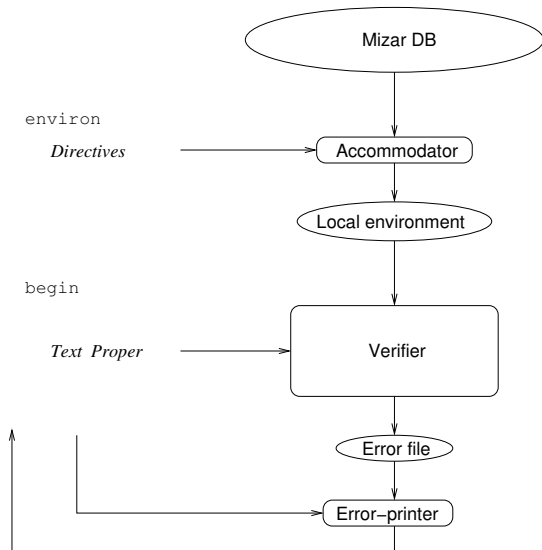 Mizar DB
environ
Directives
Accommodator
Local environment
begin
Text Proper
Verifier
Error file
Error-printer